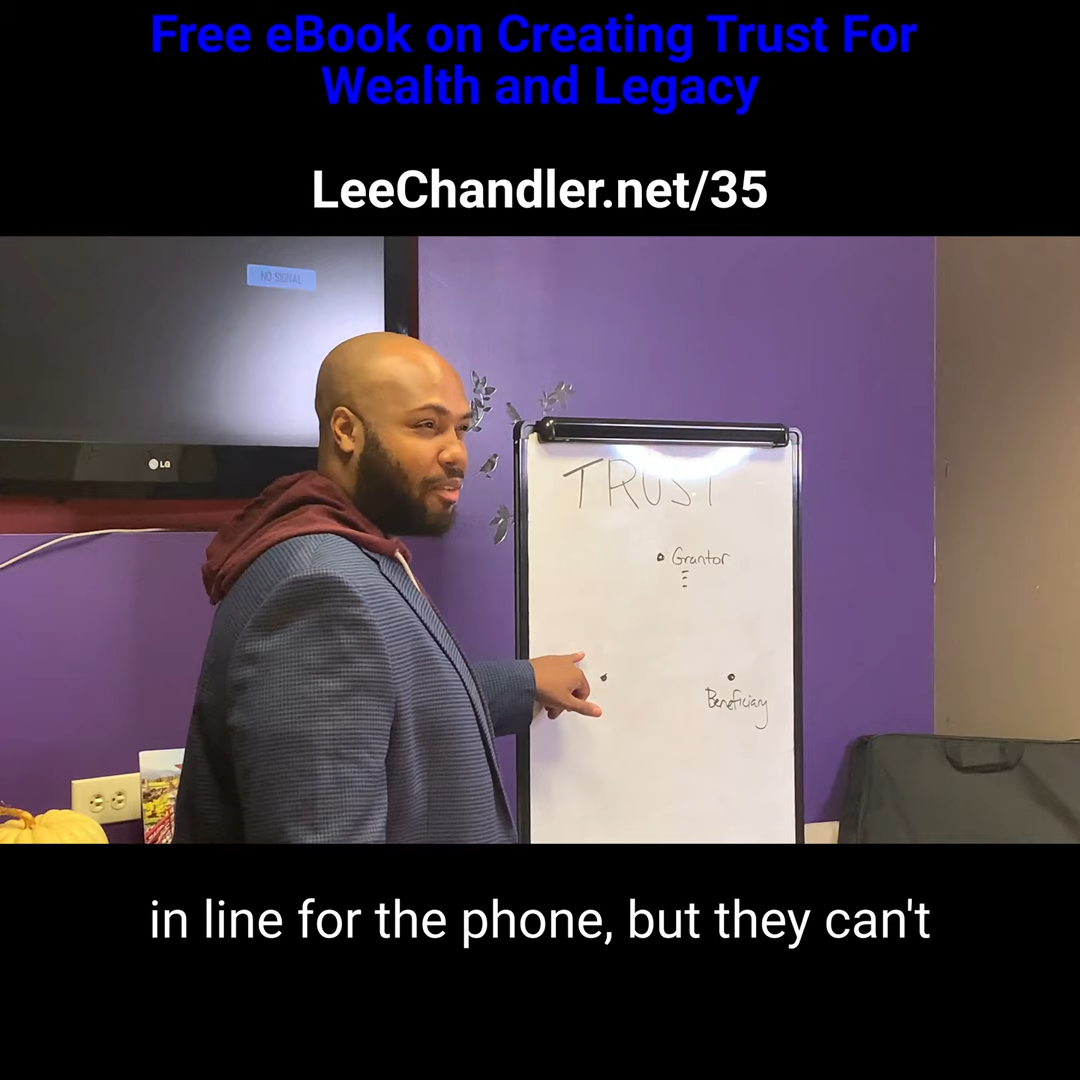 Free eBook on Creating Trust For
Wealth and Legacy
LeeChandler.net/35
NO SIGNAL
LG
TRUST
Grantor
Beneficiary
in line for the phone, but they can't